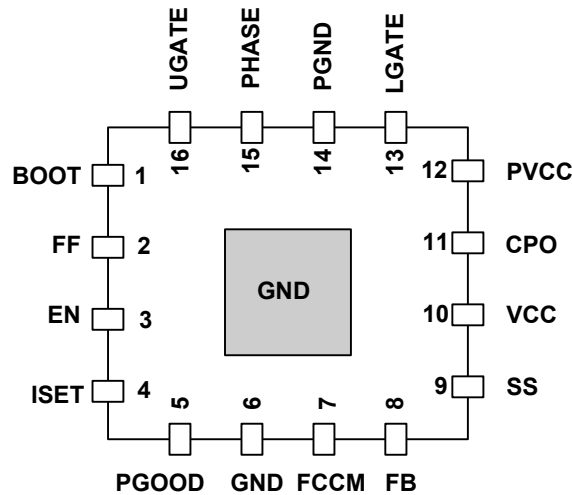 UGATE PHASE PGND LGATE
16 15 14 13
BOOT 1
FF 2
EN 3
ISET 4
12 PVCC
11 CPO
10 VCC
9 SS
GND
5 6 7 8
PGOOD GND FCCM FB